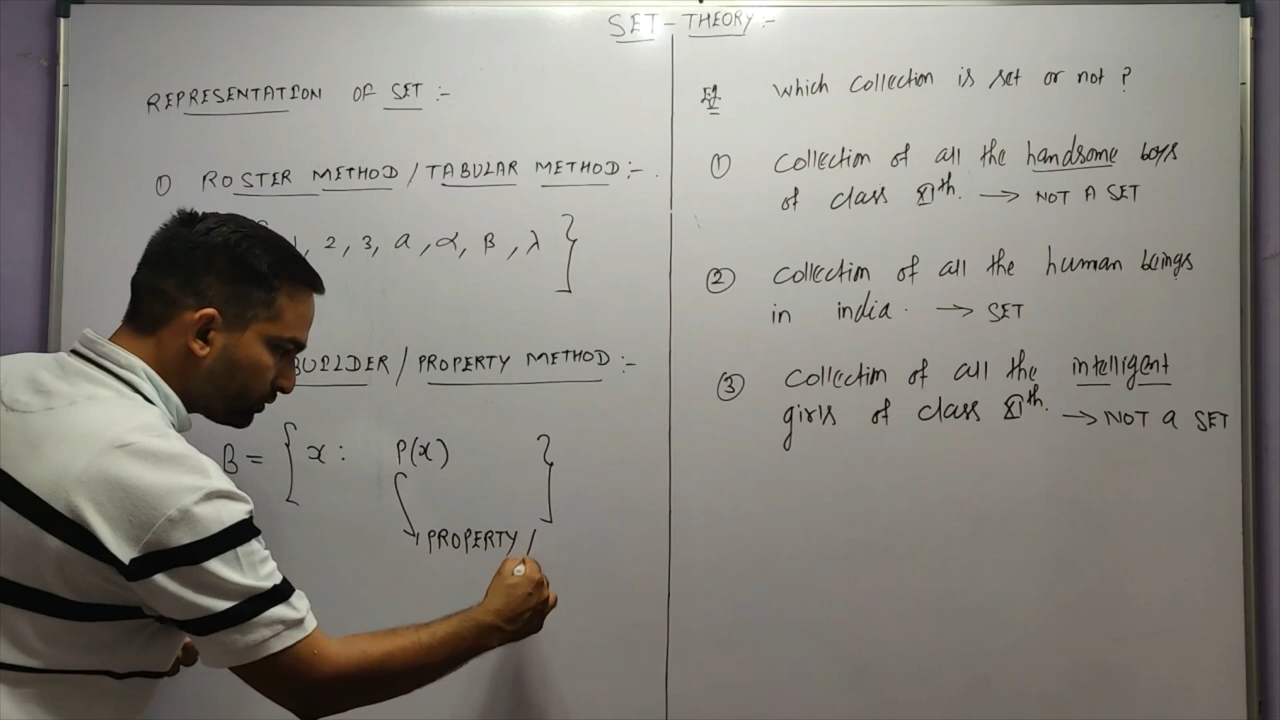 SET - THEORY :-
REPRESENTATION OF SET :-
① ROSTER METHOD / TABULAR METHOD :-
1, 2, 3, a, α, β, λ }
BUILDER / PROPERTY METHOD :-
B = { x : P(x) }
PROPERTY /
Eg which collection is set or not ?
① collection of all the handsome boys
of class XIth. → NOT A SET
② collection of all the human beings
in india. → SET
③ collection of all the intelligent
girls of class XIth. → NOT a SET